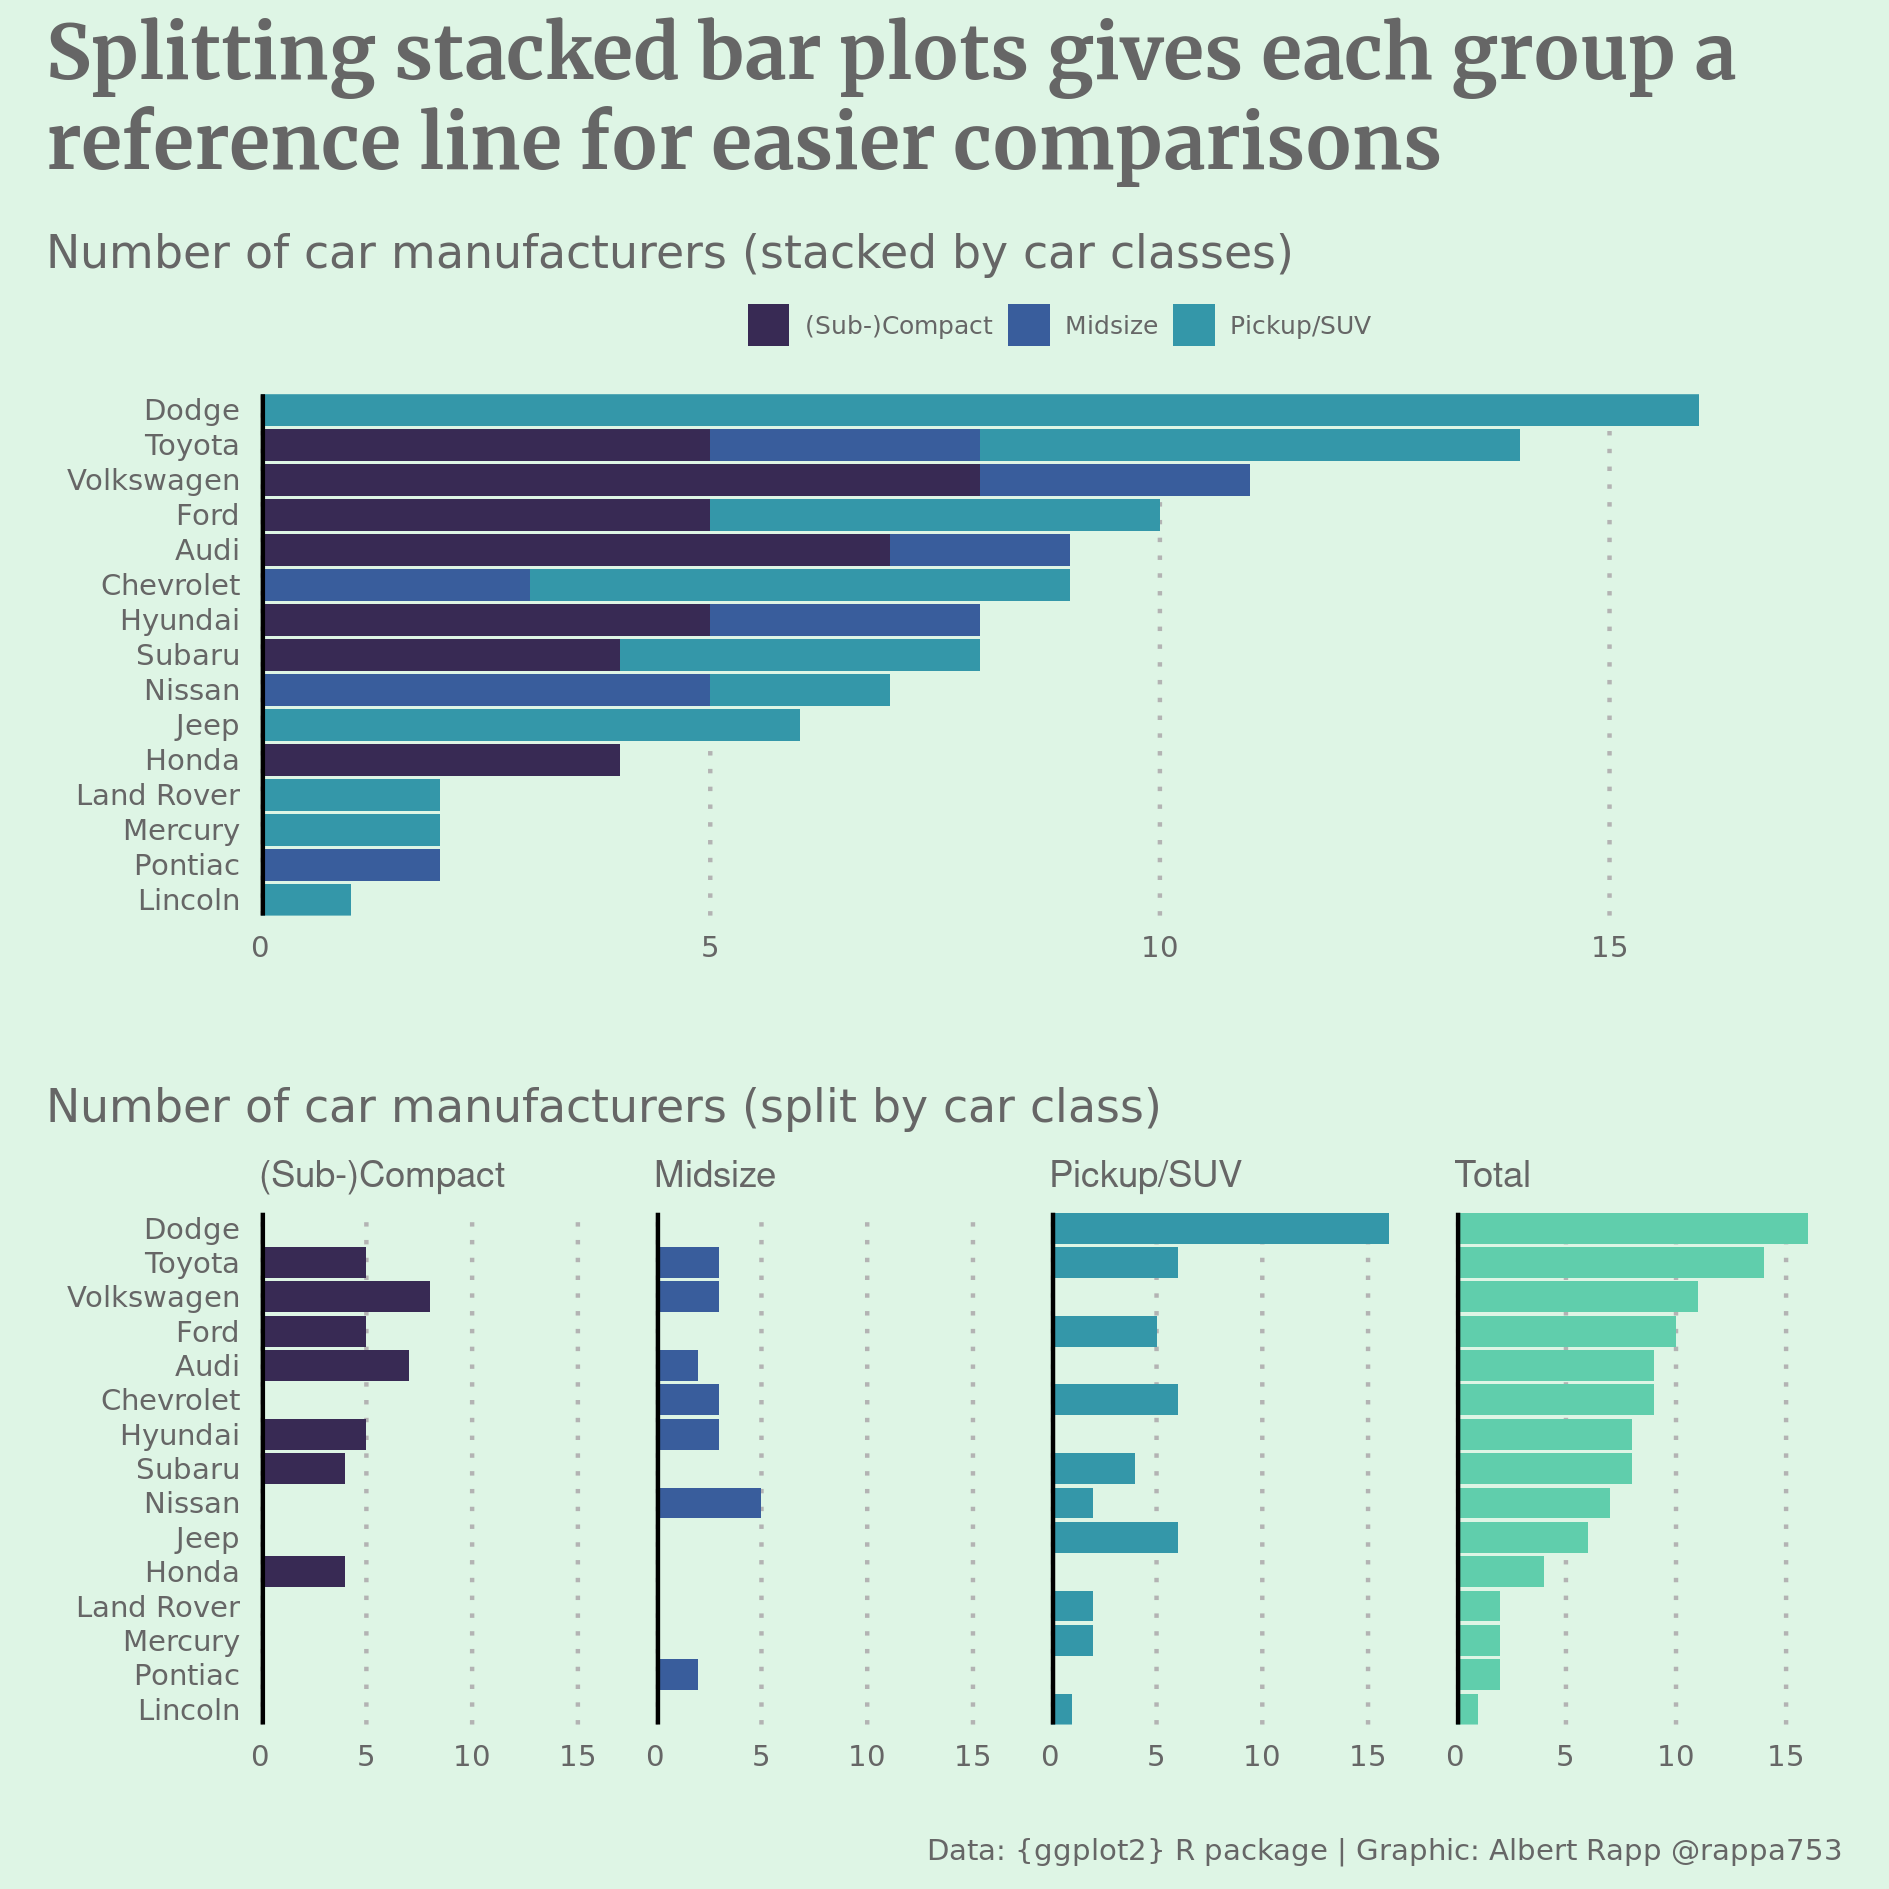 Splitting stacked bar plots gives each group a
reference line for easier comparisons
Number of car manufacturers (stacked by car classes)
(Sub-)Compact Midsize Pickup/SUV
Dodge
Toyota
Volkswagen
Ford
Audi
Chevrolet
Hyundai
Subaru
Nissan
Jeep
Honda
Land Rover
Mercury
Pontiac
Lincoln
0 5 10 15
Number of car manufacturers (split by car class)
(Sub-)Compact Midsize Pickup/SUV Total
Dodge
Toyota
Volkswagen
Ford
Audi
Chevrolet
Hyundai
Subaru
Nissan
Jeep
Honda
Land Rover
Mercury
Pontiac
Lincoln
0 5 10 15 0 5 10 15 0 5 10 15 0 5 10 15
Data: {ggplot2} R package | Graphic: Albert Rapp @rappa753